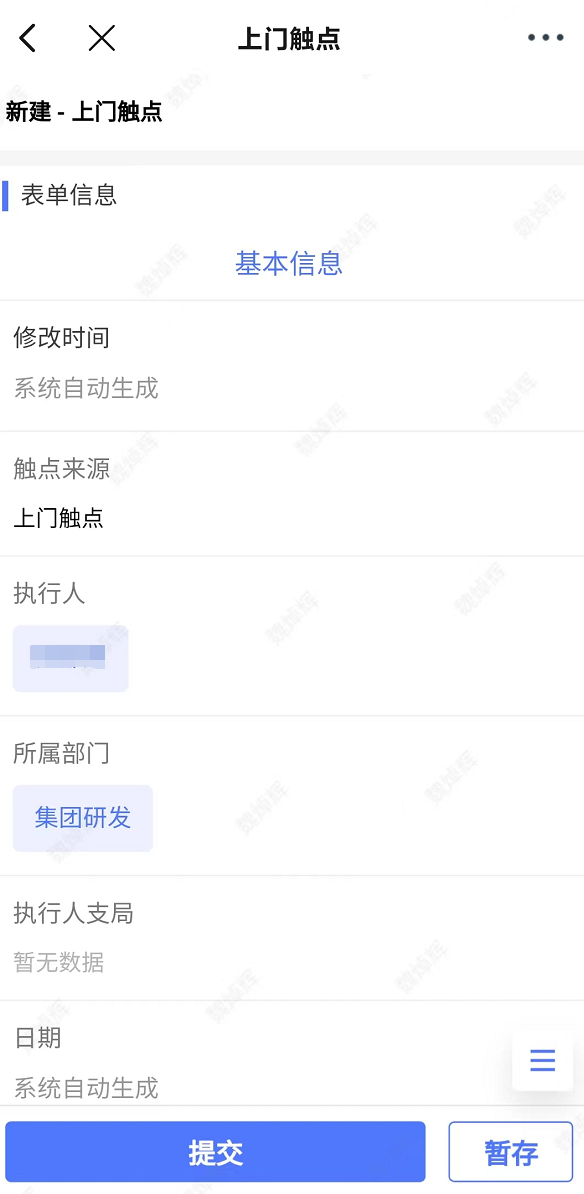 上门触点
新建 - 上门触点
表单信息
基本信息
修改时间
系统自动生成
触点来源
上门触点
执行人
所属部门
集团研发
执行人支局
暂无数据
日期
系统自动生成
提交
暂存